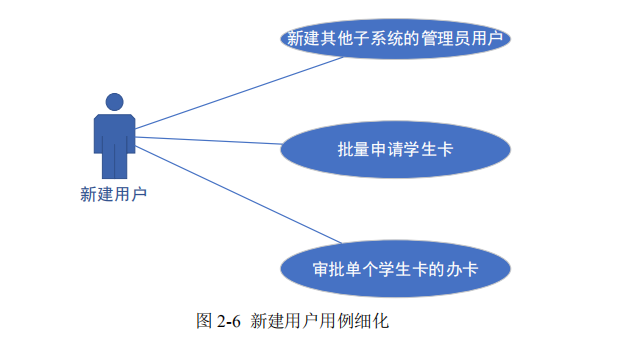 新建其他子系统的管理员用户
批量申请学生卡
新建用户
审批单个学生卡的办卡
图 2-6 新建用户用例细化